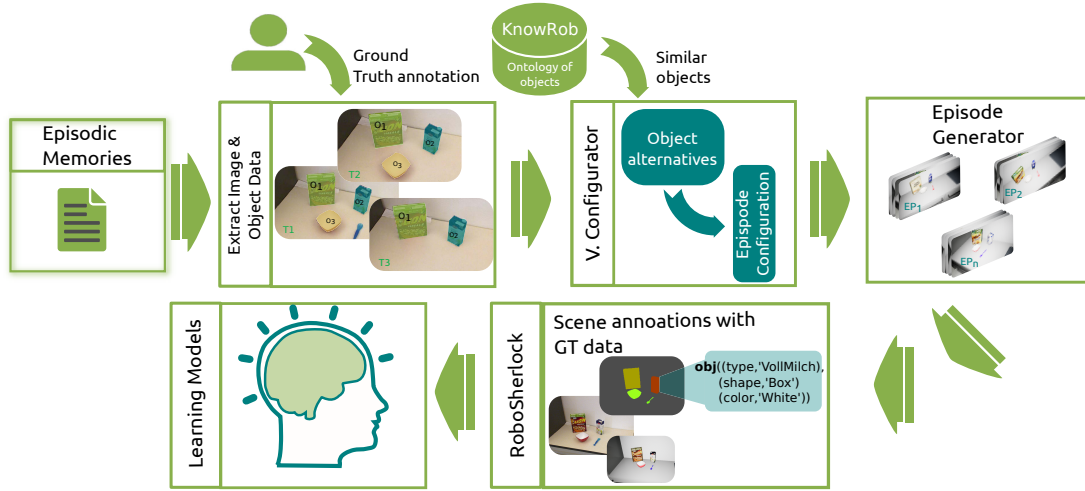 Episodic
Memories
Ground
Truth annotation
KnowRob
Ontology of
objects
Similar
objects
Extract Image &
Object Data
O1
O2
O3
T2
O1
O2
O3
T1
O1
O2
T3
V. Configurator
Object
alternatives
Epispode
Configuration
Episode
Generator
EP1
EP2
EPn
Learning Models
RoboSherlock
Scene annoations with
GT data
obj((type,'VollMilch),
(shape,'Box')
(color,'White'))